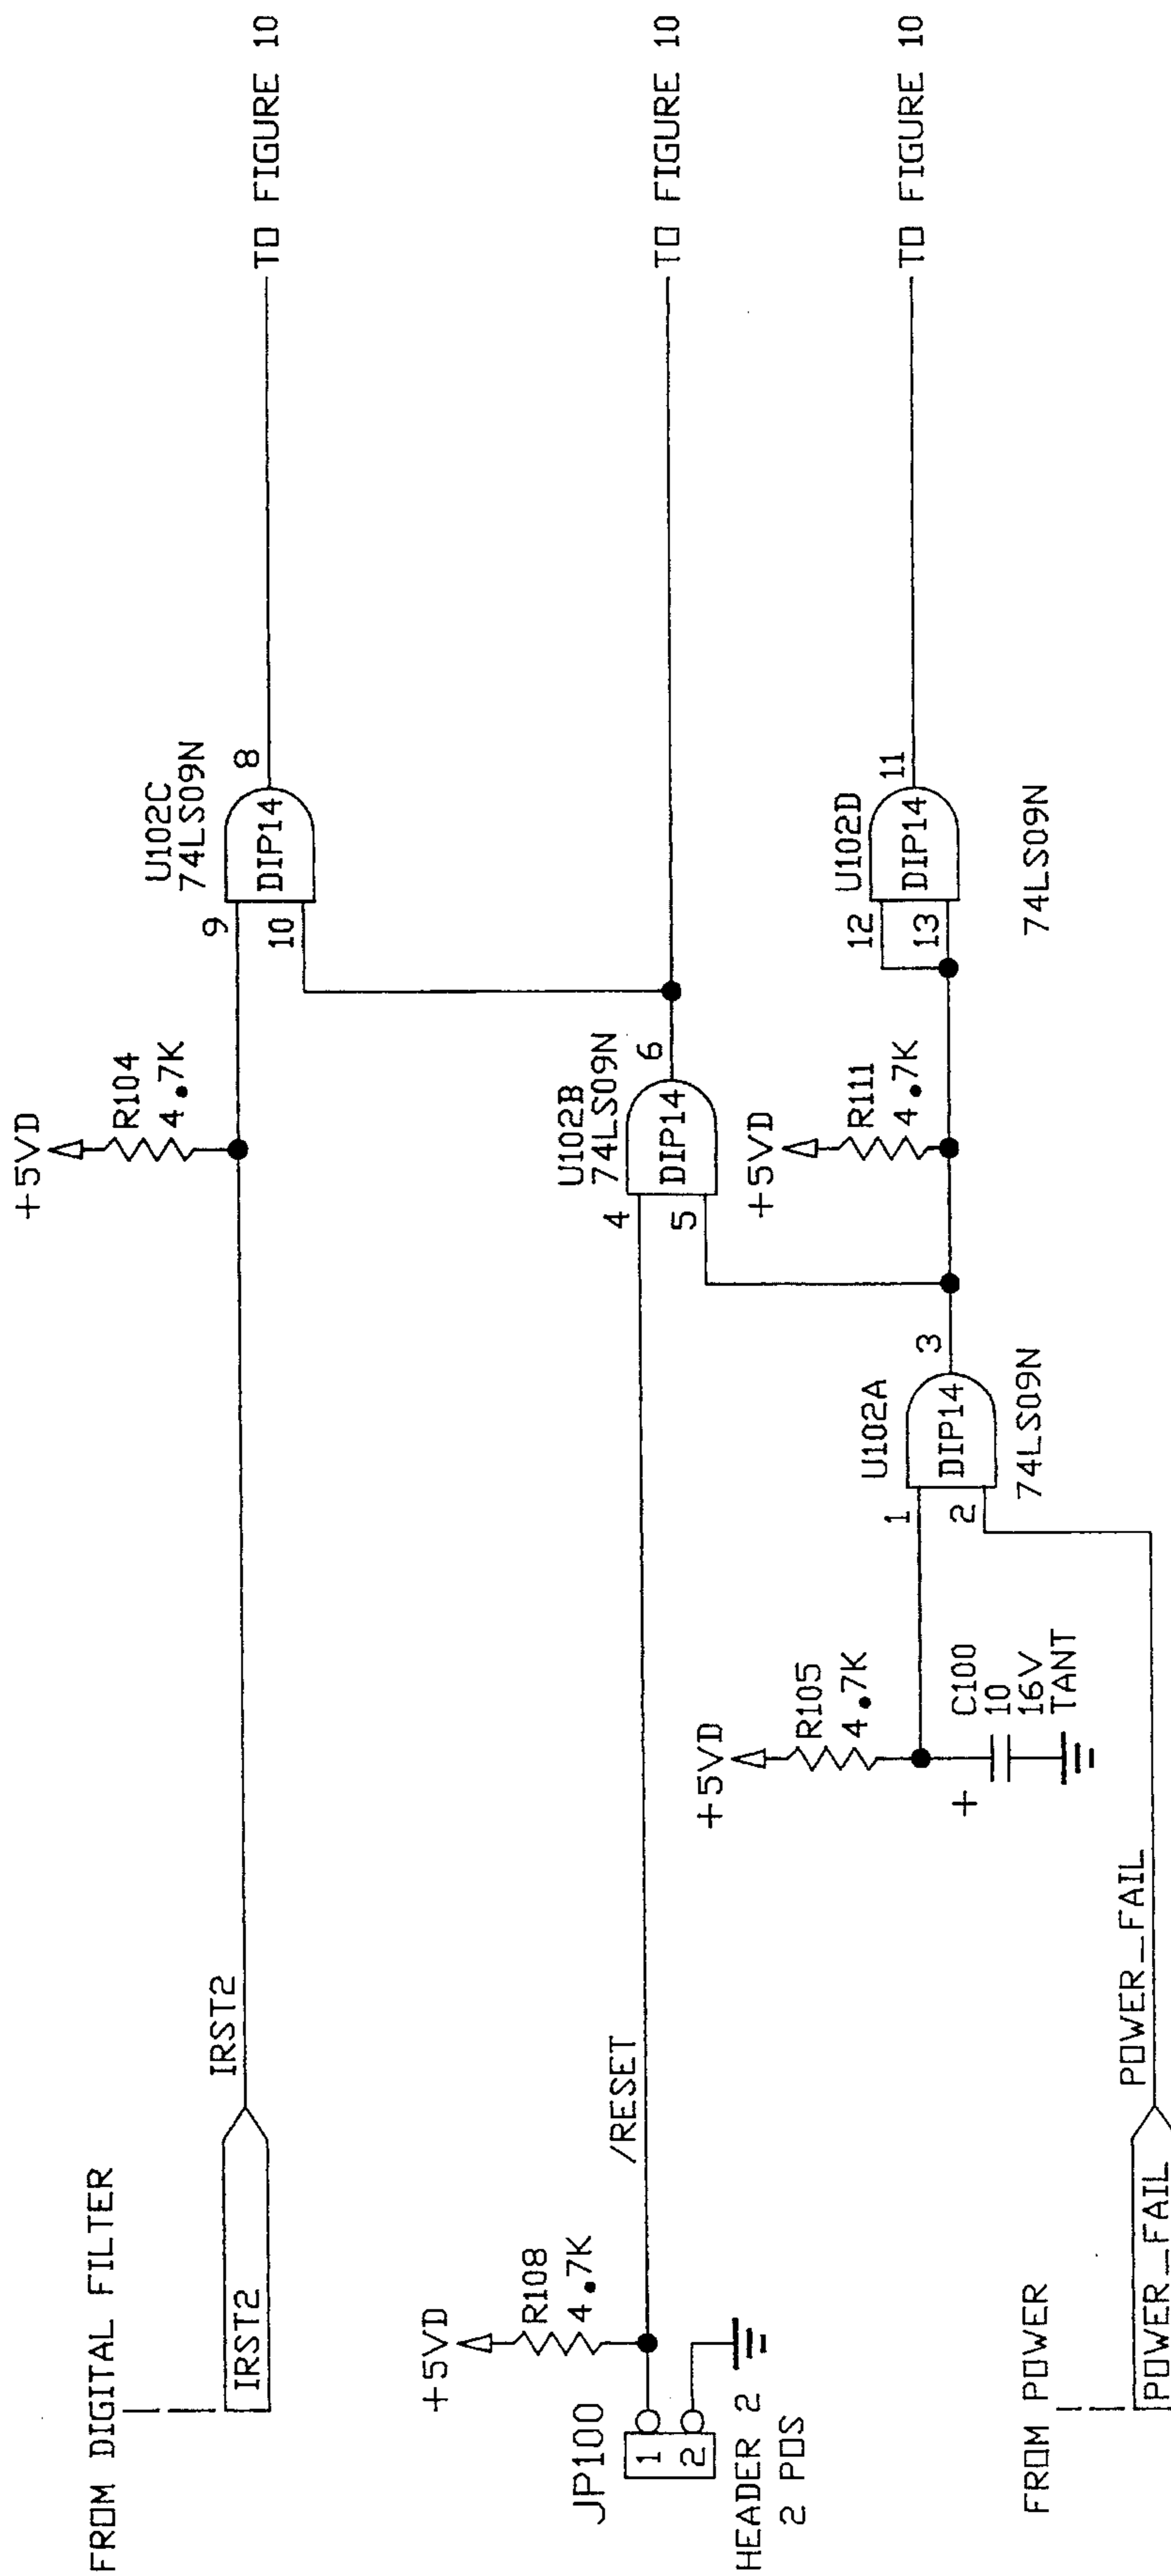 FROM DIGITAL FILTER
IRST2
IRST2
+5VD
R104
4.7K
U102C
74LS09N
9
10
DIP14
8
TO FIGURE 10
+5VD
R108
4.7K
JP100
1
2
HEADER 2
2 POS
/RESET
U102B
74LS09N
4
5
DIP14
6
TO FIGURE 10
+5VD
R105
4.7K
+
C100
10
16V
TANT
U102A
1
2
DIP14
74LS09N
3
+5VD
R111
4.7K
U102D
12
13
DIP14
11
74LS09N
TO FIGURE 10
FROM POWER
POWER_FAIL
POWER_FAIL